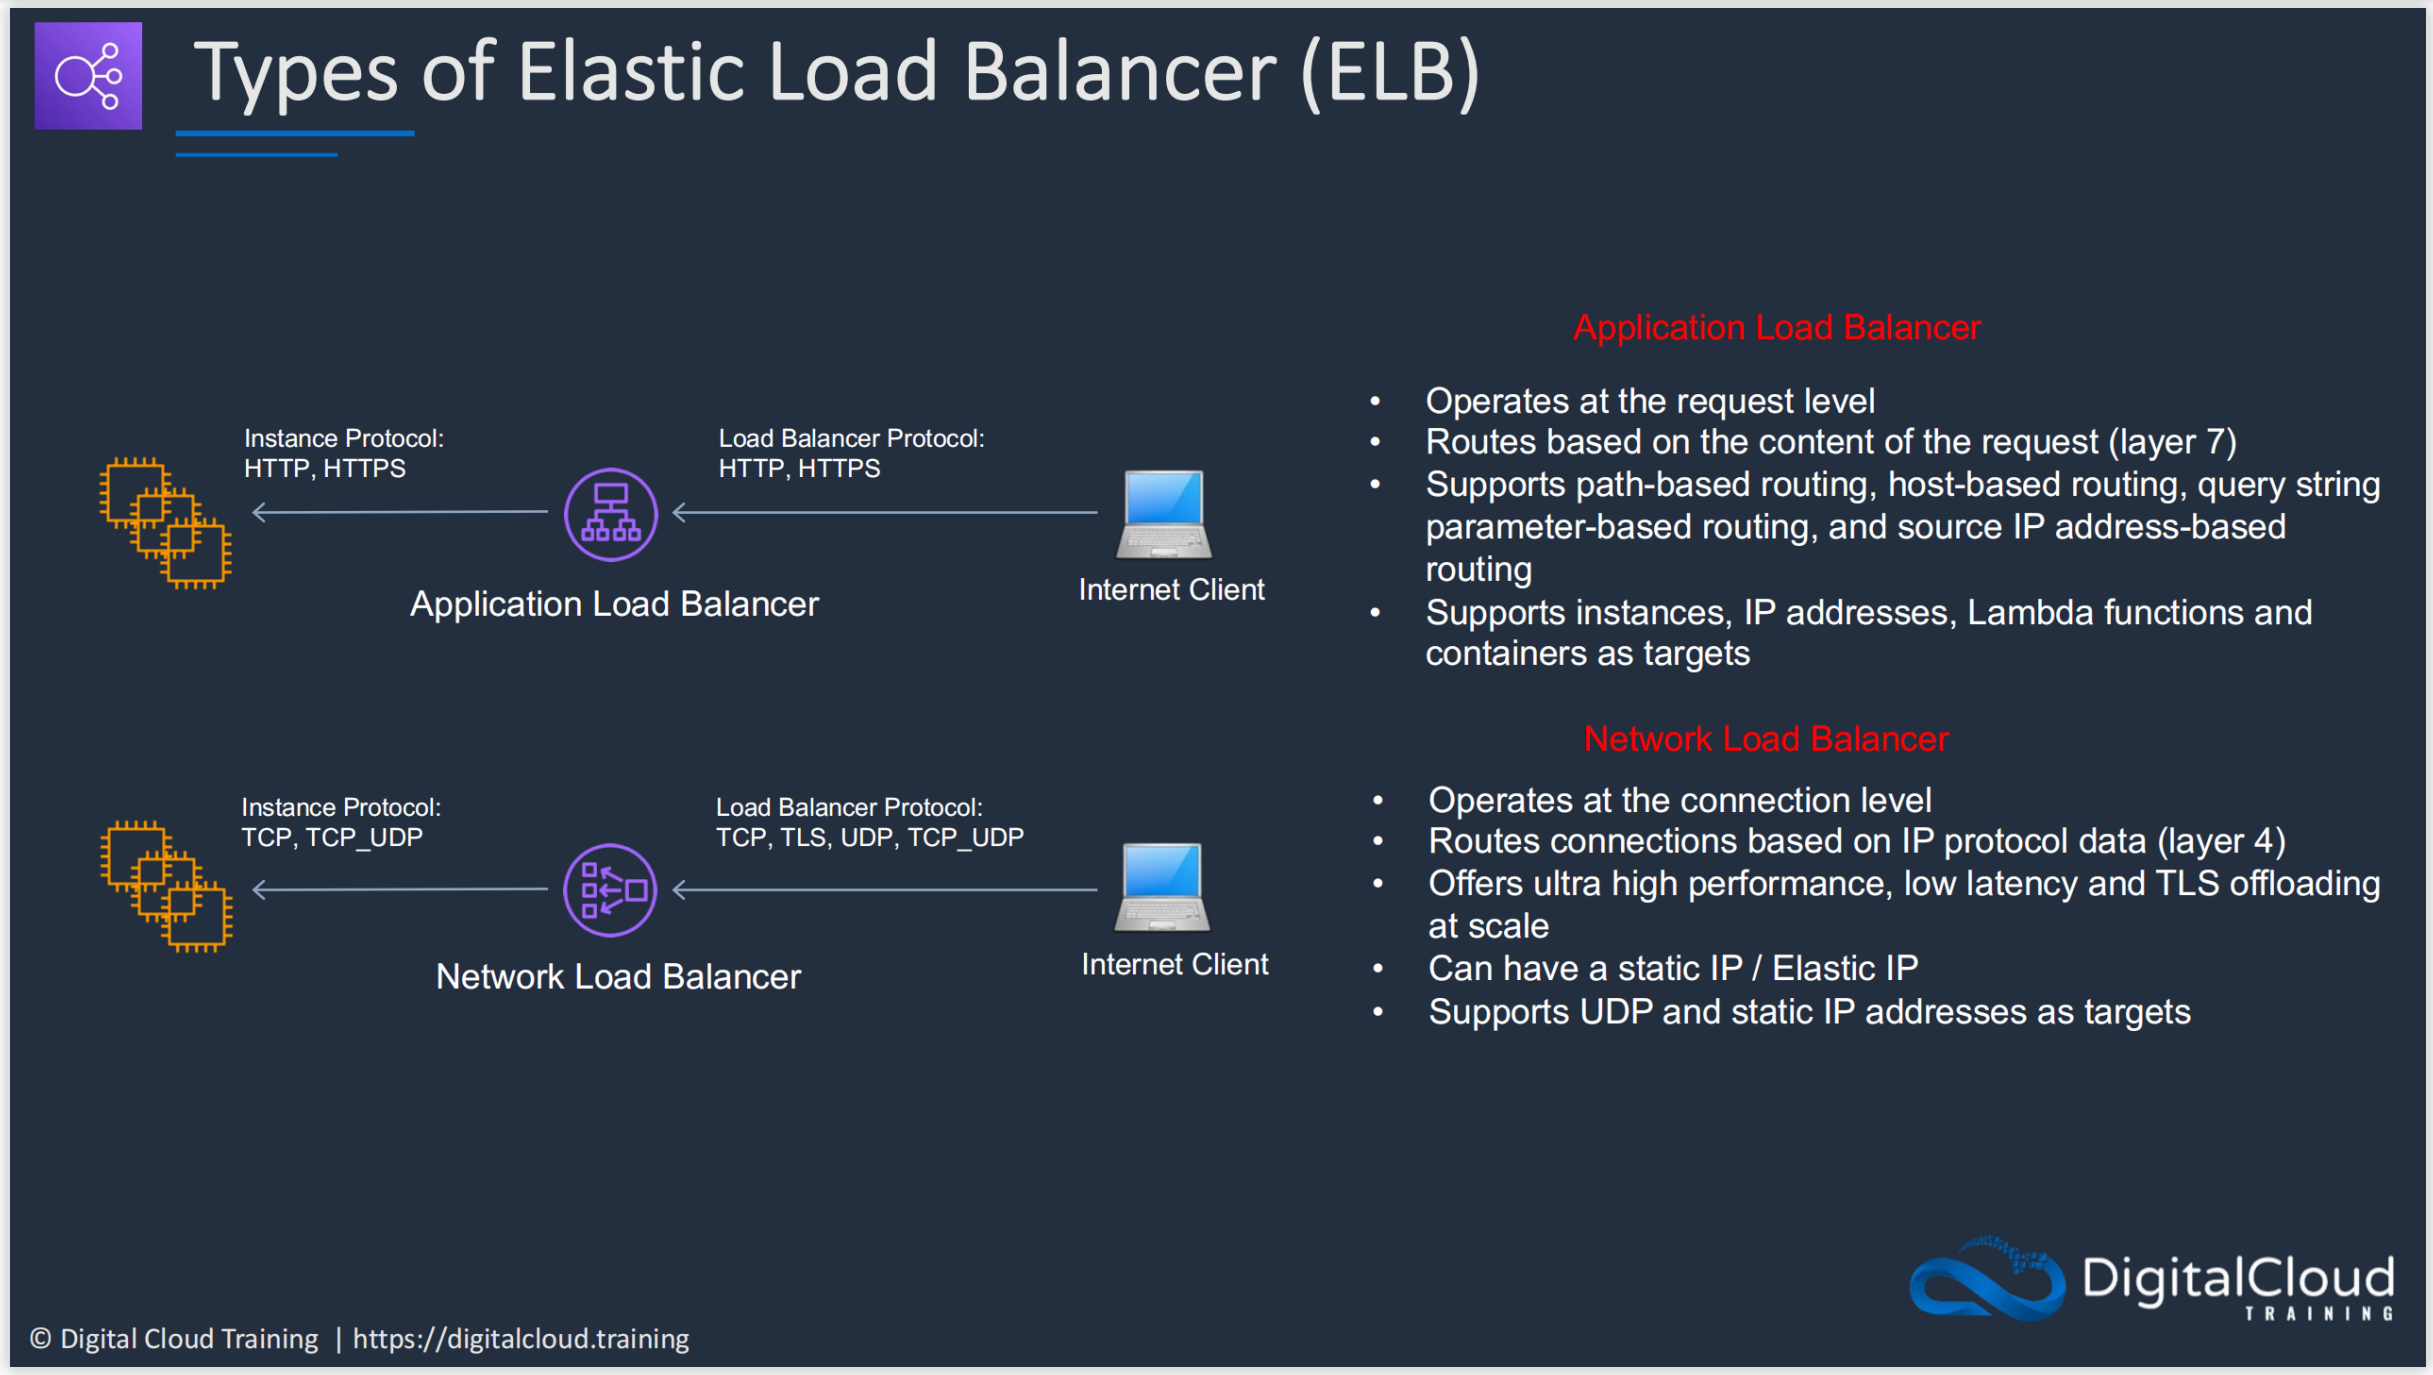 Types of Elastic Load Balancer (ELB)
Instance Protocol:
HTTP, HTTPS
Load Balancer Protocol:
HTTP, HTTPS
Application Load Balancer
Internet Client
Application Load Balancer
• Operates at the request level
• Routes based on the content of the request (layer 7)
• Supports path-based routing, host-based routing, query string
parameter-based routing, and source IP address-based
routing
• Supports instances, IP addresses, Lambda functions and
containers as targets
Instance Protocol:
TCP, TCP_UDP
Load Balancer Protocol:
TCP, TLS, UDP, TCP_UDP
Network Load Balancer
Internet Client
Network Load Balancer
• Operates at the connection level
• Routes connections based on IP protocol data (layer 4)
• Offers ultra high performance, low latency and TLS offloading
at scale
• Can have a static IP / Elastic IP
• Supports UDP and static IP addresses as targets
DigitalCloud
TRAINING
© Digital Cloud Training | https://digitalcloud.training